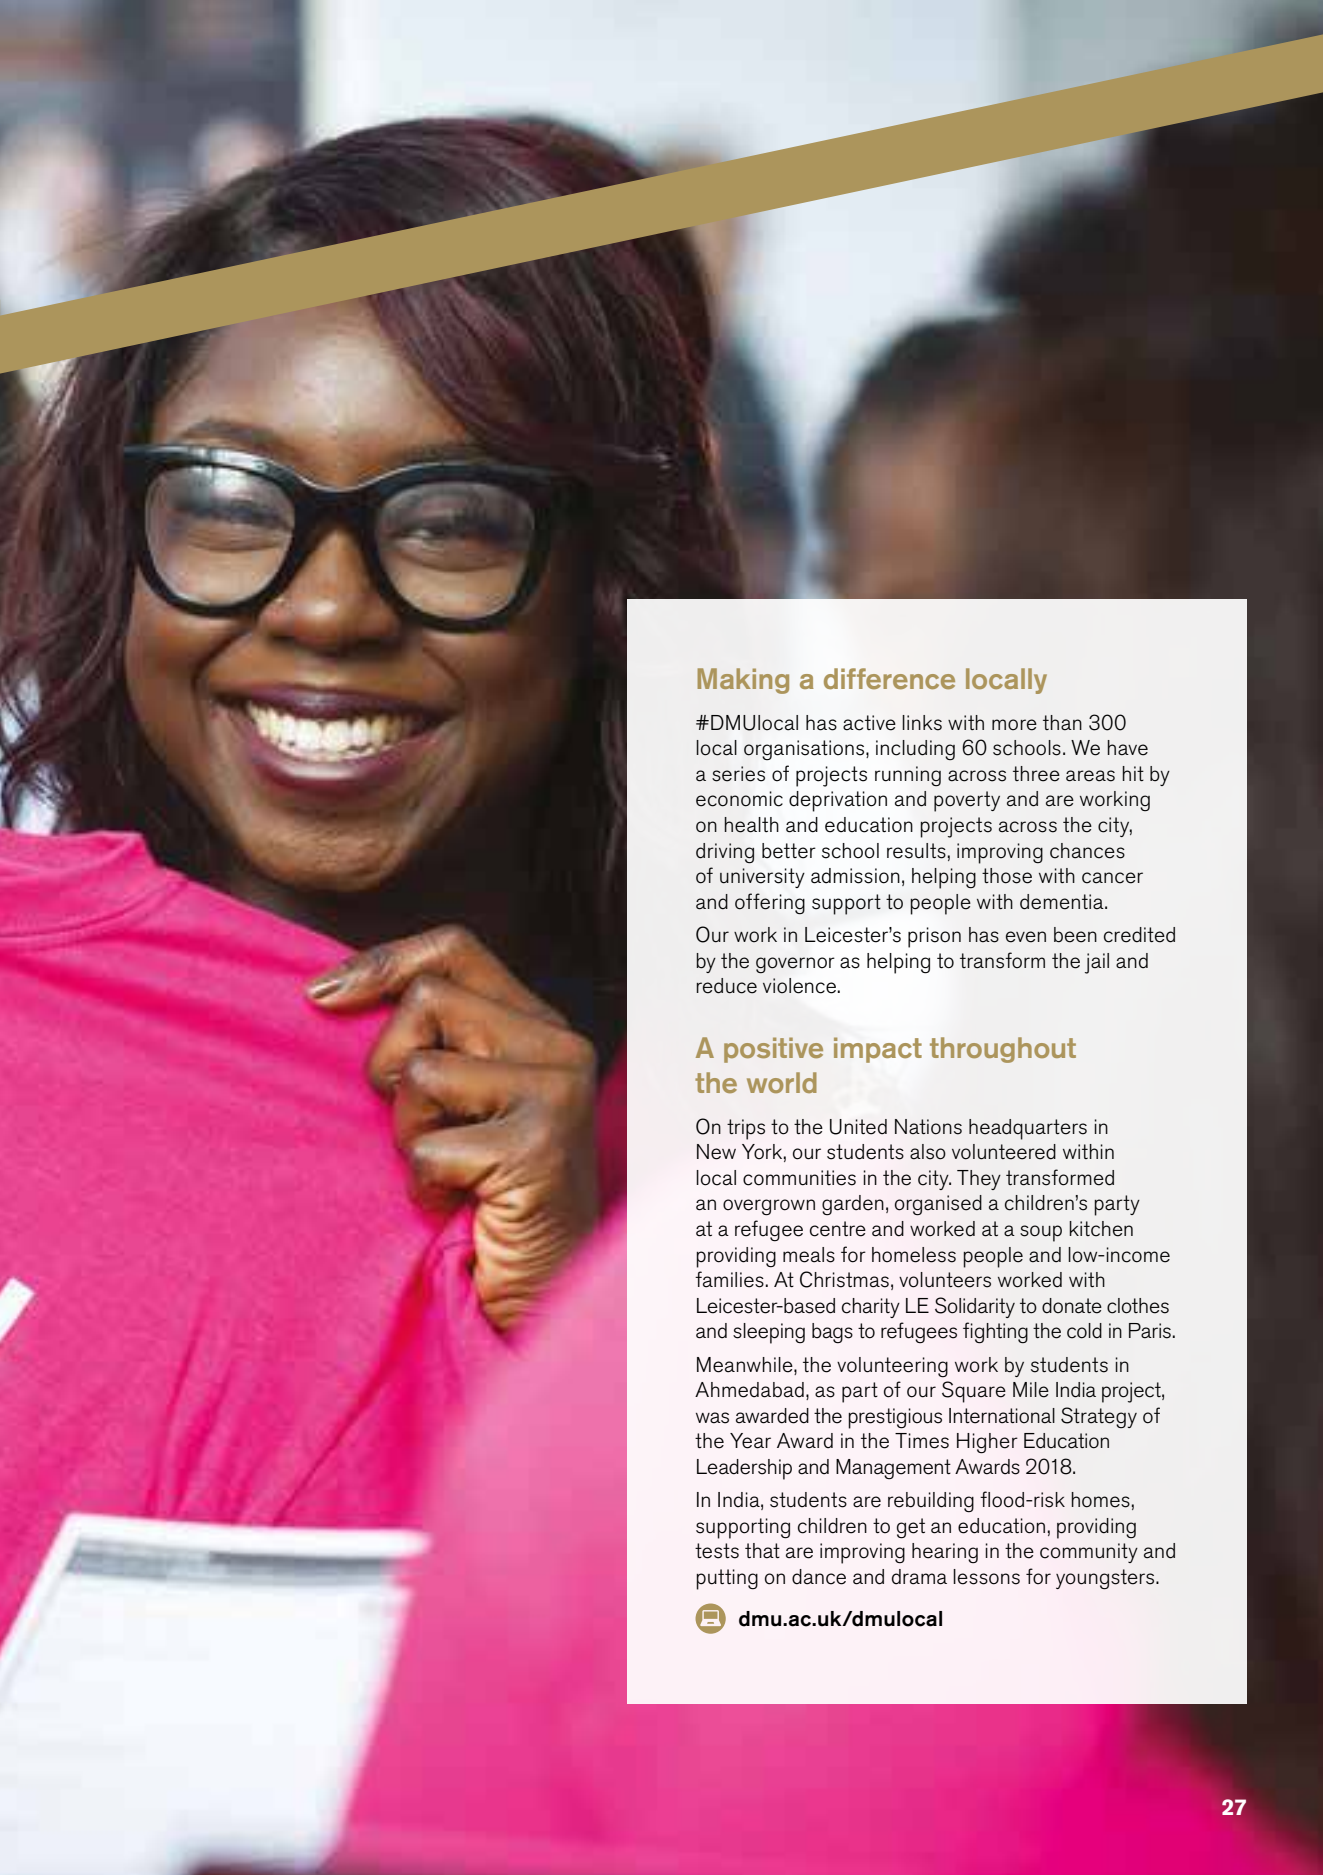 Making a difference locally
#DMUlocal has active links with more than 300
local organisations, including 60 schools. We have
a series of projects running across three areas hit by
economic deprivation and poverty and are working
on health and education projects across the city,
driving better school results, improving chances
of university admission, helping those with cancer
and offering support to people with dementia.
Our work in Leicester’s prison has even been credited
by the governor as helping to transform the jail and
reduce violence.
A positive impact throughout
the world
On trips to the United Nations headquarters in
New York, our students also volunteered within
local communities in the city. They transformed
an overgrown garden, organised a children’s party
at a refugee centre and worked at a soup kitchen
providing meals for homeless people and low-income
families. At Christmas, volunteers worked with
Leicester-based charity LE Solidarity to donate clothes
and sleeping bags to refugees fighting the cold in Paris.
Meanwhile, the volunteering work by students in
Ahmedabad, as part of our Square Mile India project,
was awarded the prestigious International Strategy of
the Year Award in the Times Higher Education
Leadership and Management Awards 2018.
In India, students are rebuilding flood-risk homes,
supporting children to get an education, providing
tests that are improving hearing in the community and
putting on dance and drama lessons for youngsters.
dmu.ac.uk/dmulocal
27